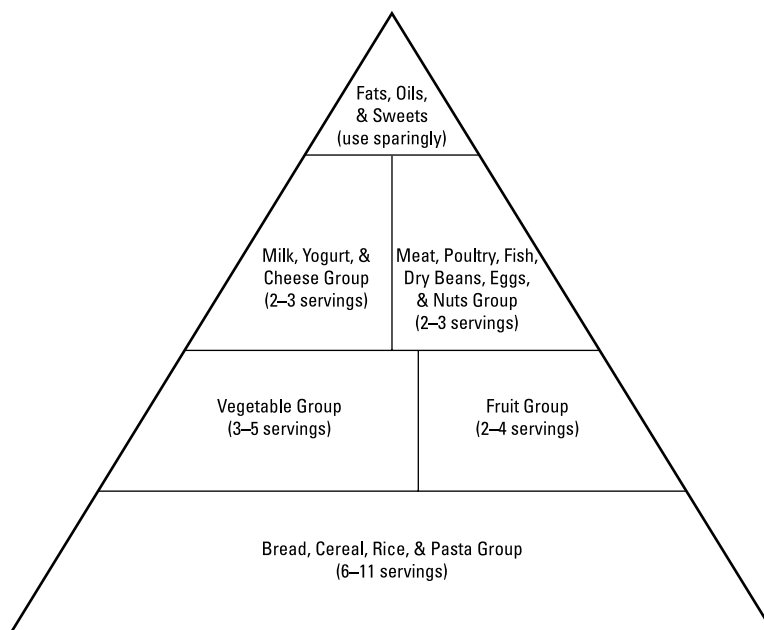 Fats, Oils,
& Sweets
(use sparingly)
Milk, Yogurt, &
Cheese Group
(2–3 servings)
Meat, Poultry, Fish,
Dry Beans, Eggs,
& Nuts Group
(2–3 servings)
Vegetable Group
(3–5 servings)
Fruit Group
(2–4 servings)
Bread, Cereal, Rice, & Pasta Group
(6–11 servings)